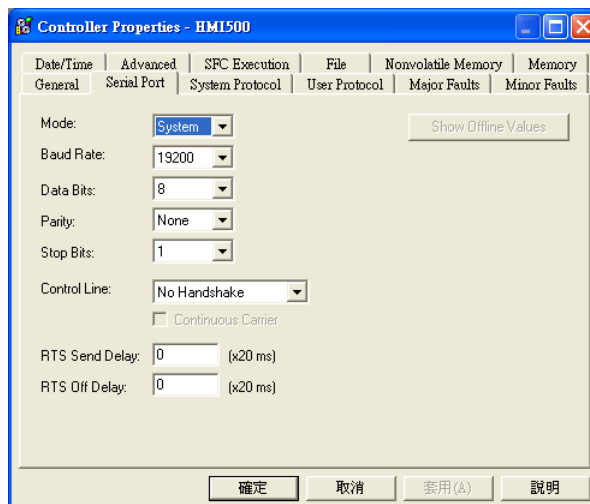 Controller Properties - HMI500
Date/Time Advanced SFC Execution File Nonvolatile Memory Memory
General Serial Port System Protocol User Protocol Major Faults Minor Faults
Mode: System Show Offline Values
Baud Rate: 19200
Data Bits: 8
Parity: None
Stop Bits: 1
Control Line: No Handshake
Continuous Carrier
RTS Send Delay: 0 (x20 ms)
RTS Off Delay: 0 (x20 ms)
確定 取消 套用(A) 說明